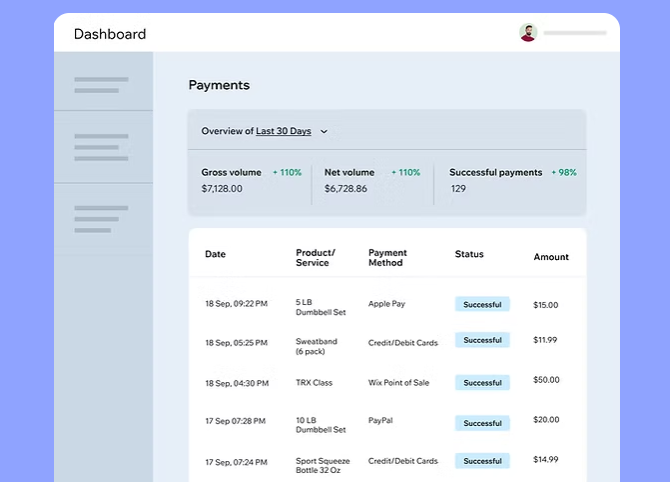 Dashboard
Payments
Overview of Last 30 Days
Gross volume + 110% Net volume + 110% Successful payments + 98%
$7,128.00 $6,728.86 129
Date Product/ Service Payment Method Status Amount
18 Sep, 09:22 PM 5 LB Dumbbell Set Apple Pay Successful $15.00
18 Sep, 05:25 PM Sweatband (6 pack) Credit/Debit Cards Successful $11.99
18 Sep, 04:30 PM TRX Class Wix Point of Sale Successful $50.00
17 Sep 07:28 PM 10 LB Dumbbell Set PayPal Successful $20.00
17 Sep, 07:24 PM Sport Squeeze Bottle 32 Oz Credit/Debit Cards Successful $14.99